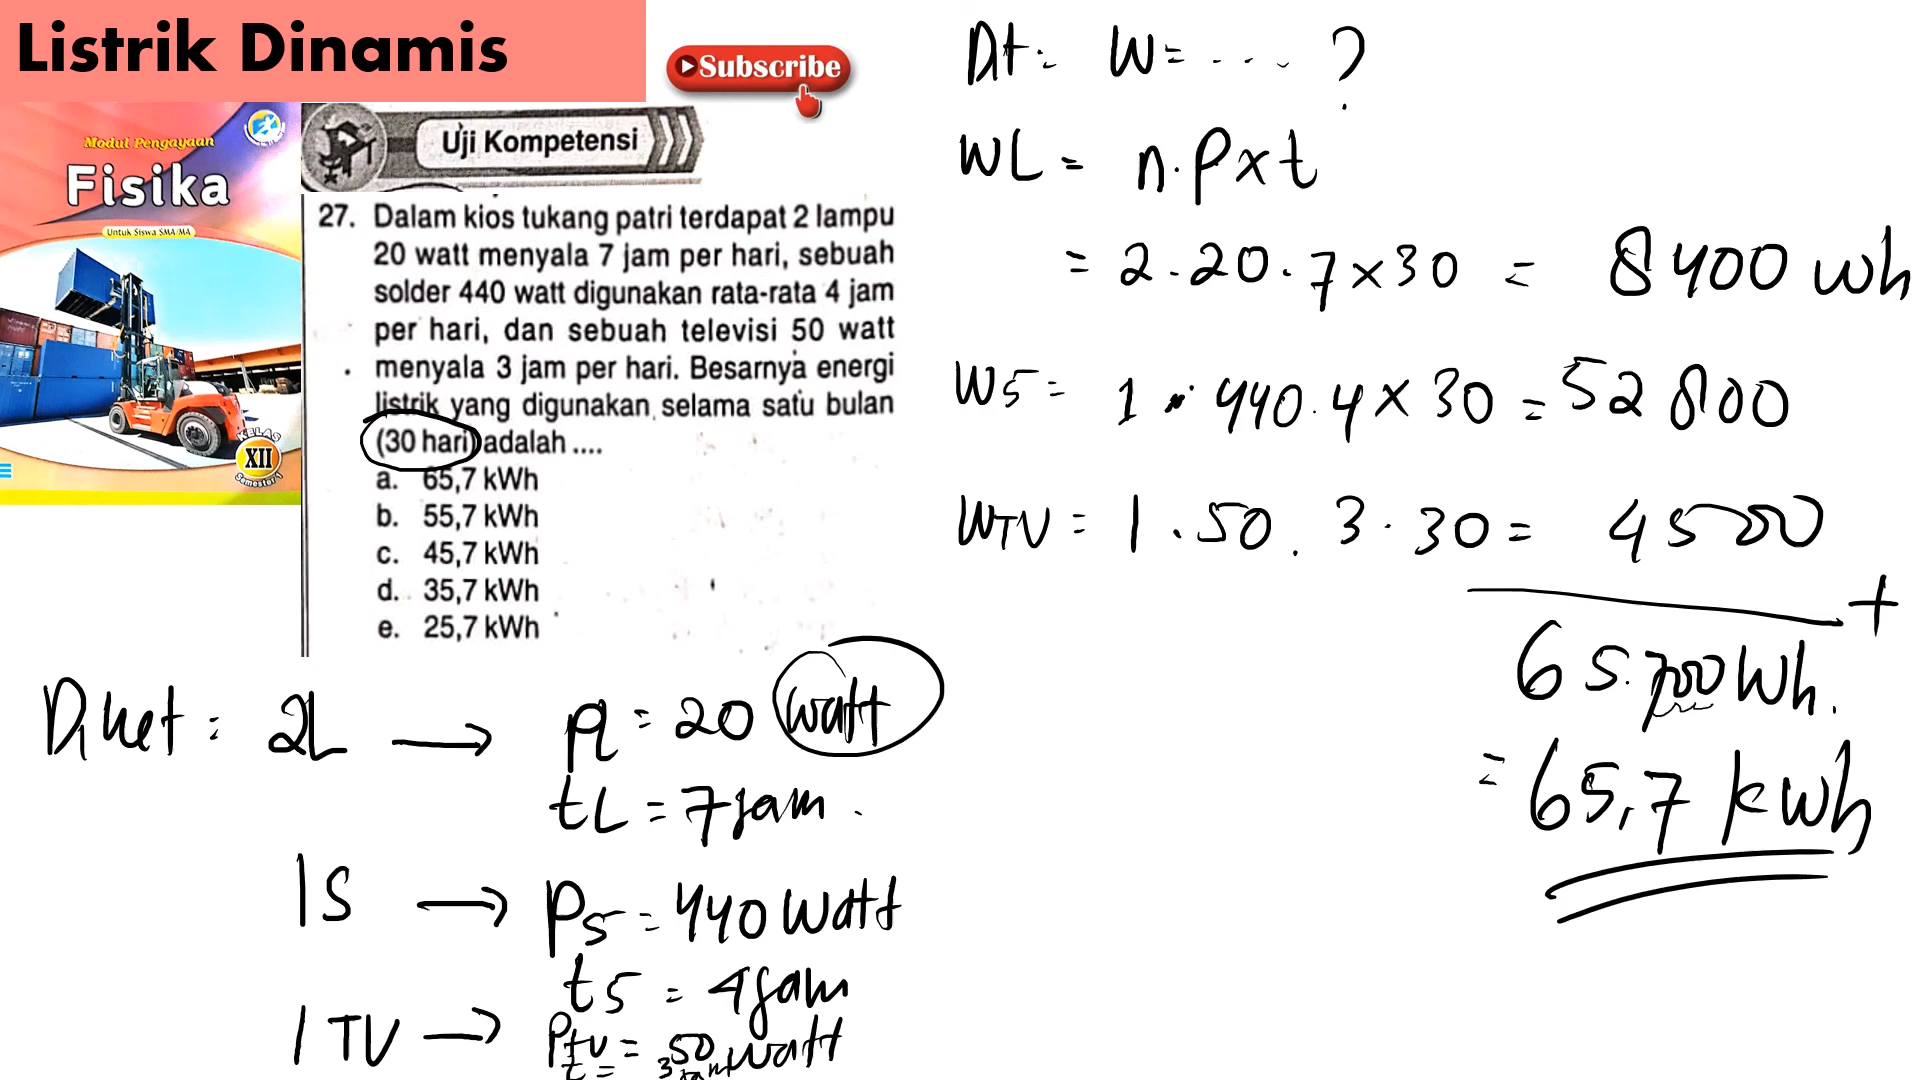 Listrik Dinamis
Subscribe
Modul Pengayaan
Fisika
Untuk Siswa SMA/MA
KELAS
XII
Semester 1
Uji Kompetensi
27. Dalam kios tukang patri terdapat 2 lampu
20 watt menyala 7 jam per hari, sebuah
solder 440 watt digunakan rata-rata 4 jam
per hari, dan sebuah televisi 50 watt
menyala 3 jam per hari. Besarnya energi
listrik yang digunakan selama satu bulan
(30 hari) adalah ....
a. 65,7 kWh
b. 55,7 kWh
c. 45,7 kWh
d. 35,7 kWh
e. 25,7 kWh
Diket : 2L → PL = 20 watt
tL = 7 jam.
1S → PS = 440 watt
tS = 4 jam
1 TV → Ptv = 50 watt
t = 3 jam
Dt: W = .... ?
WL = n.P x t
= 2.20.7 x 30 = 8400 wh
WS = 1 . 440.4 x 30 = 52800
WTV = 1.50.3.30 = 4500
+
65.700 Wh.
= 65,7 kWh